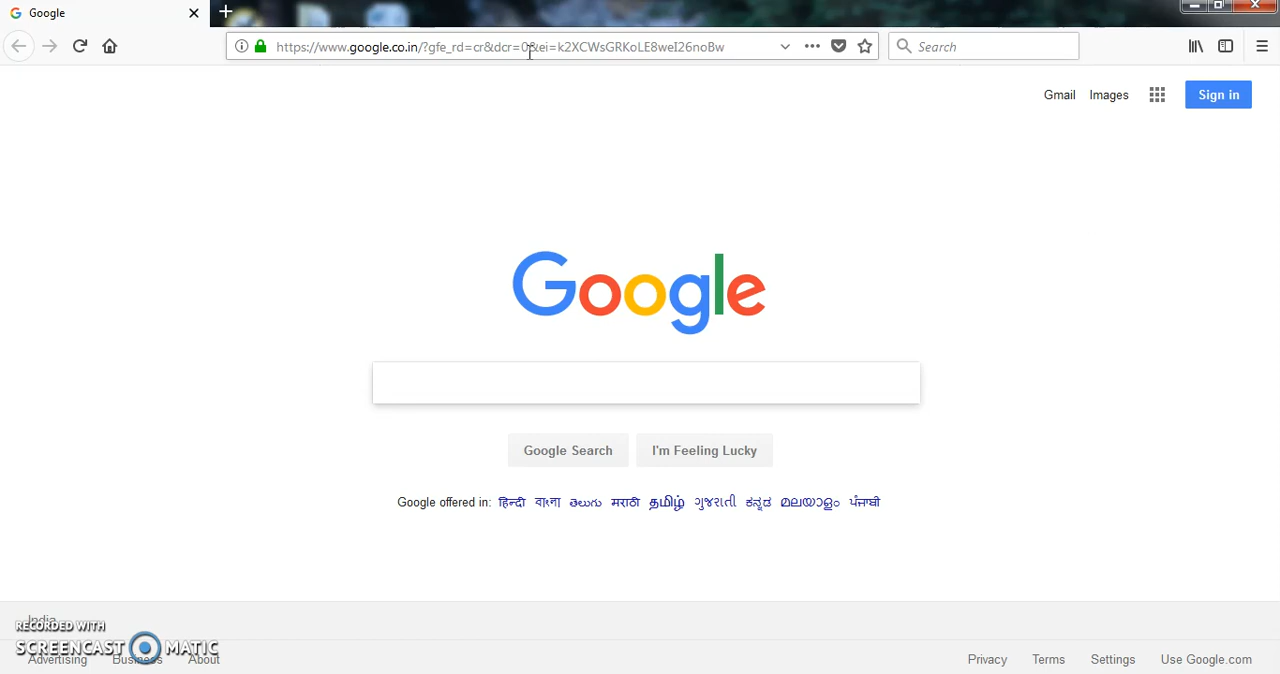 Google
https://www.google.co.in/?gfe_rd=cr&dcr=0&ei=k2XCWsGRKoLE8weI26noBw
Search
Gmail Images Sign in
Google
Google Search I'm Feeling Lucky
Google offered in: हिन्दी বাংলা తెలుగు मराठी தமிழ் ગુજરાતી ಕನ್ನಡ മലയാളം ਪੰਜਾਬੀ
India
RECORDED WITH
SCREENCAST MATIC
Advertising Business About Privacy Terms Settings Use Google.com